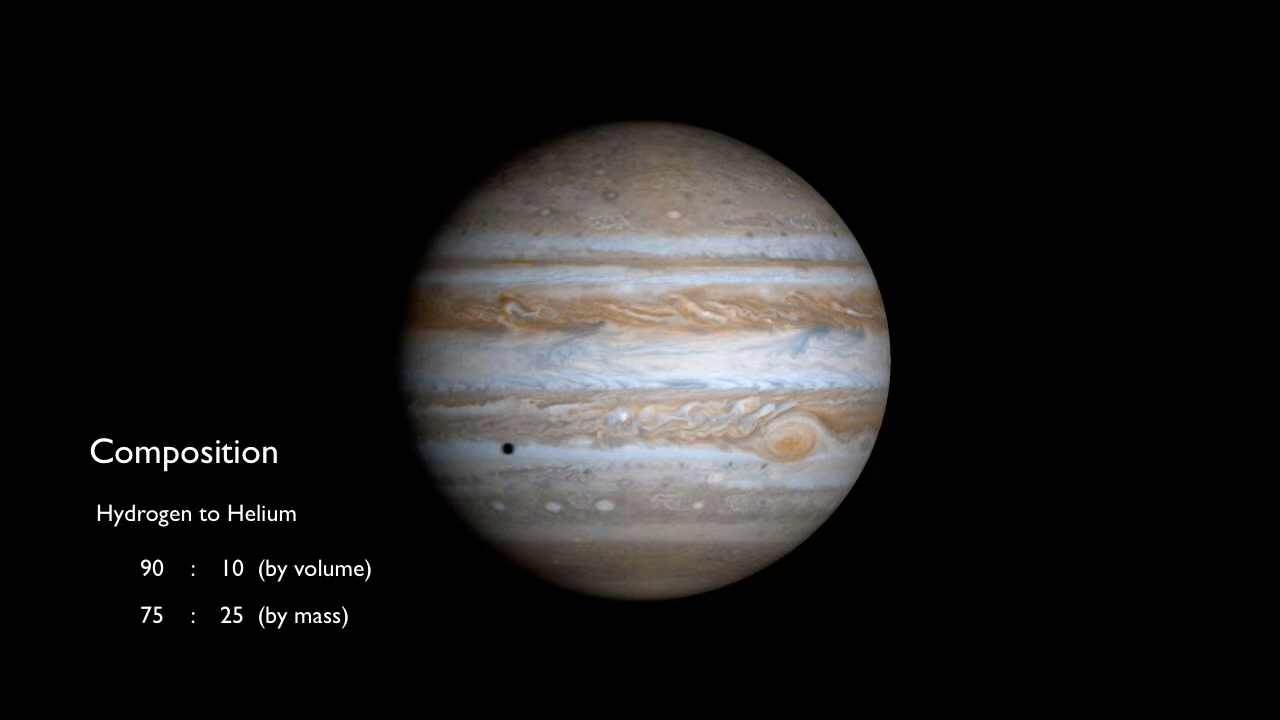 Composition
Hydrogen to Helium
90 : 10 (by volume)
75 : 25 (by mass)